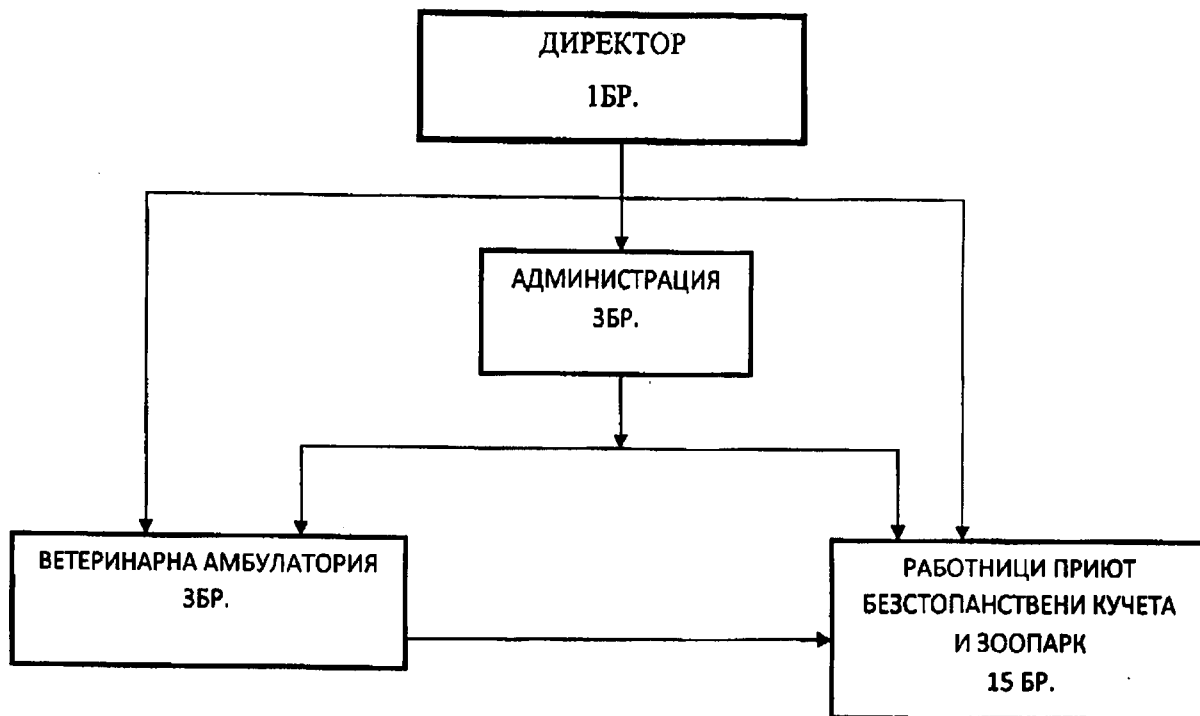 ДИРЕКТОР
1БР.
АДМИНИСТРАЦИЯ
3БР.
ВЕТЕРИНАРНА АМБУЛАТОРИЯ
3БР.
РАБОТНИЦИ ПРИЮТ
БЕЗСТОПАНСТВЕНИ КУЧЕТА
И ЗООПАРК
15 БР.